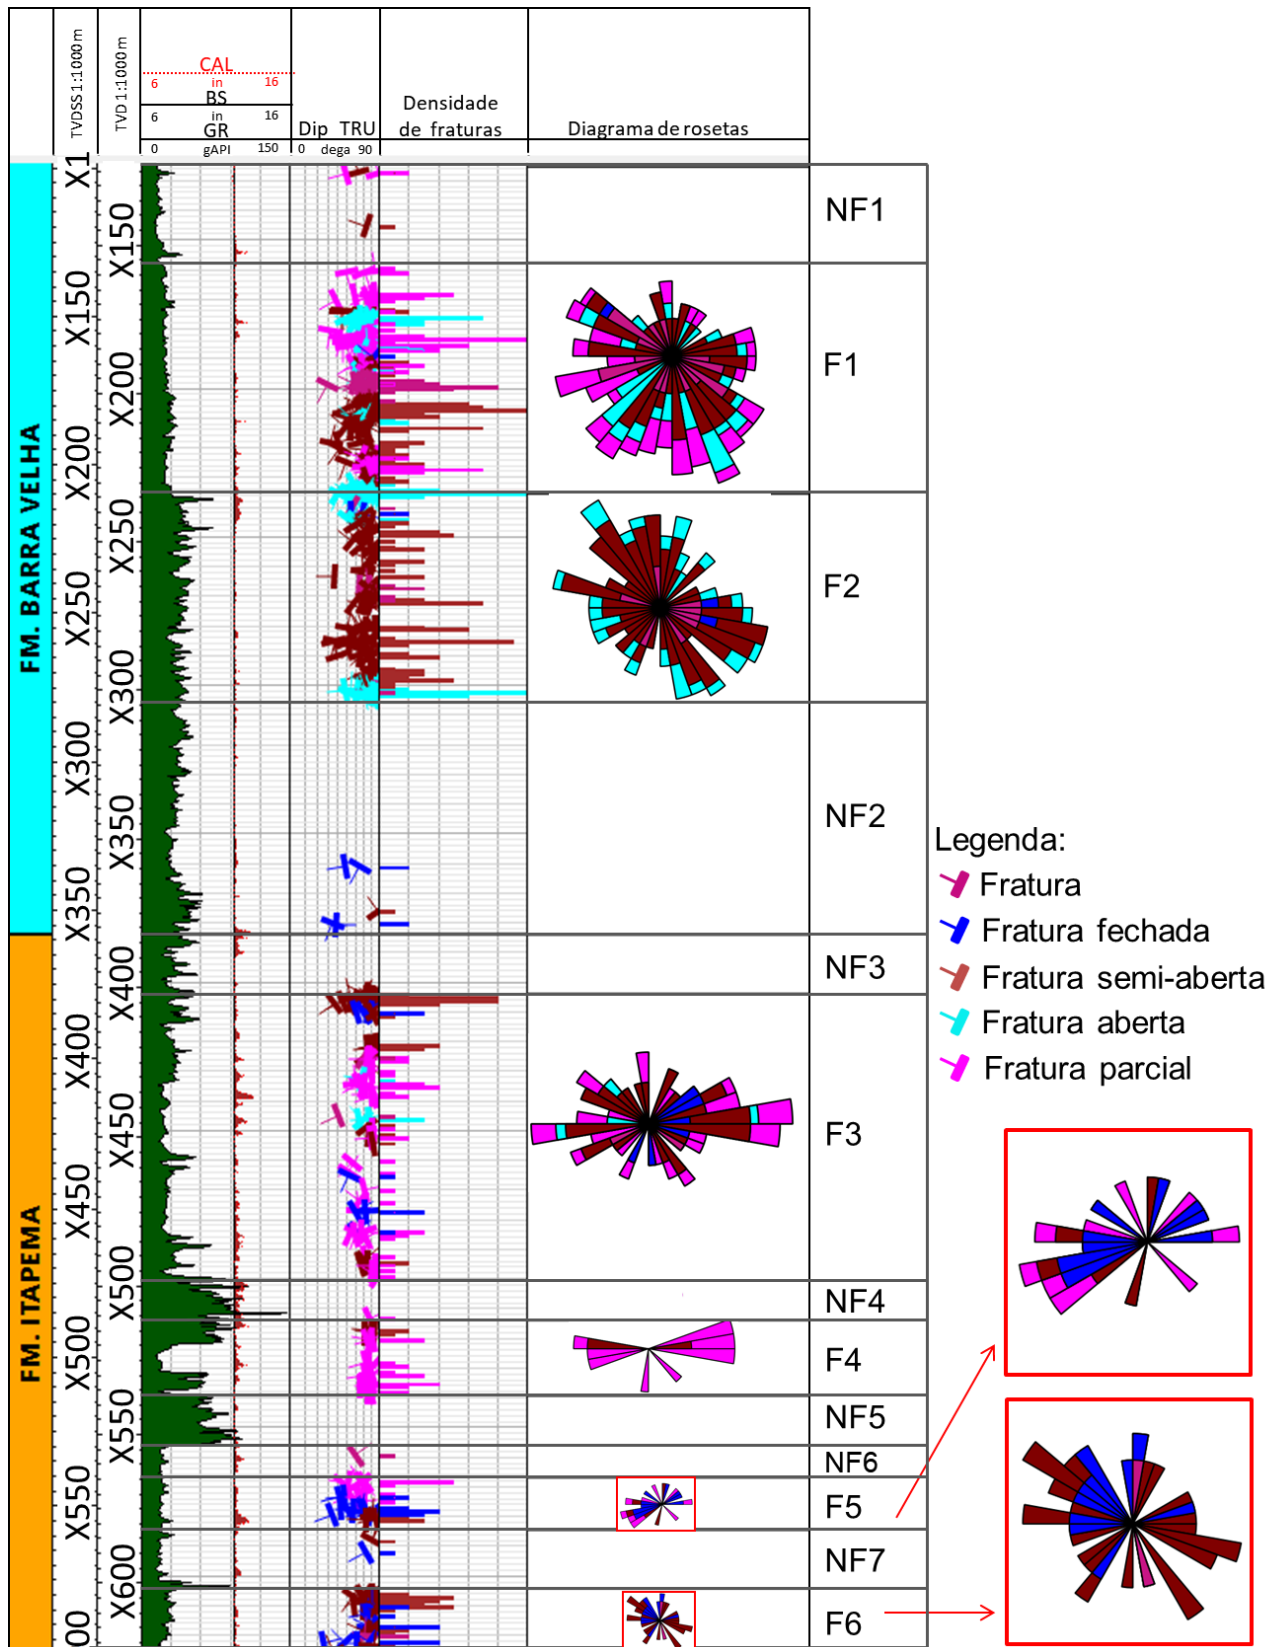 TVDSS 1:1000 m
TVD 1:1000 m
CAL
6 in 16
BS
6 in 16
GR
0 gAPI 150
Dip TRU
0 dega 90
Densidade
de fraturas
Diagrama de rosetas
FM. BARRA VELHA
FM. ITAPEMA
X1
X150
X200
X250
X300
X350
X400
X450
X500
X550
00
X150
X200
X250
X300
X350
X400
X450
X500
X550
X600
NF1
F1
F2
NF2
NF3
F3
NF4
F4
NF5
NF6
F5
NF7
F6
Legenda:
Fratura
Fratura fechada
Fratura semi-aberta
Fratura aberta
Fratura parcial